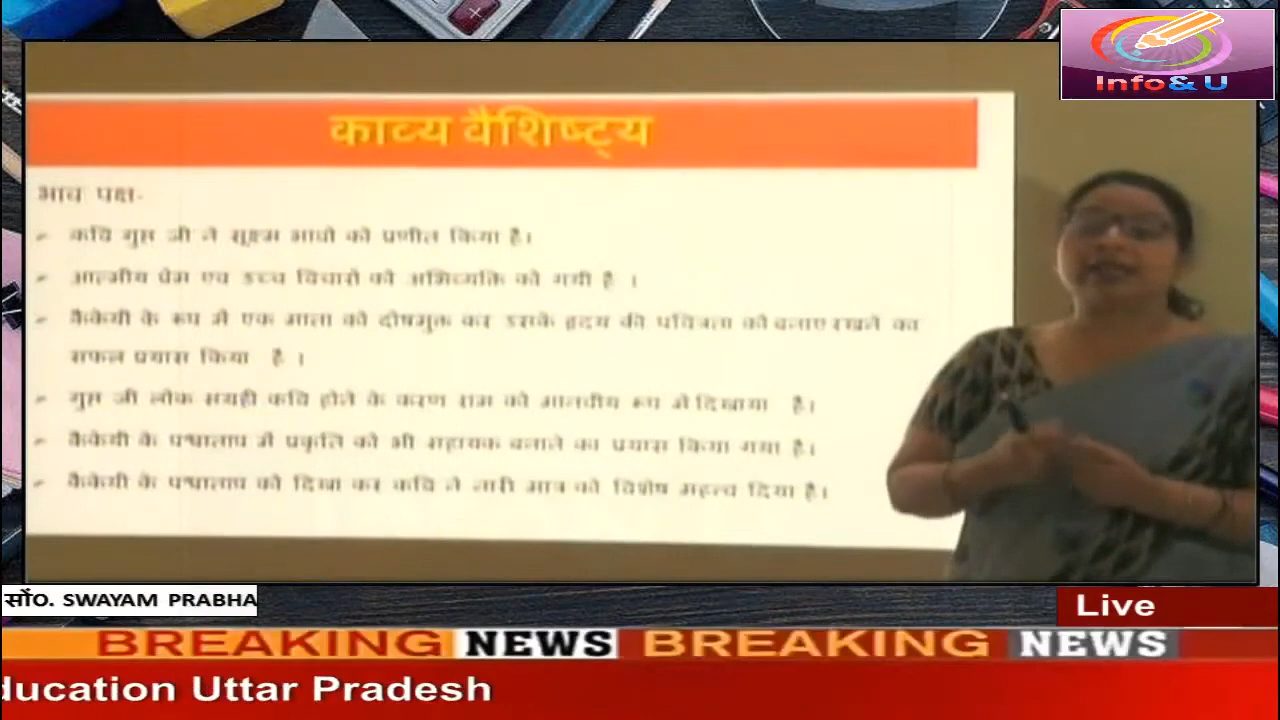 Info& U
काव्य वैशिष्ट्य
भाव पक्ष-
कवि गुप्त जी ने सूक्ष्म भावो को प्रणीत किया है।
आत्मीय प्रेम एवं उच्च विचारो की अभिव्यक्ति की गयी है ।
कैकेयी के रूप में एक माता को दोषमुक्त कर उसके हृदय की पवित्रता को बनाए रखने का
सफल प्रयास किया है ।
गुप्त जी लोक संग्रही कवि होने के कारण राम को मानवीय रूप में दिखाया है।
कैकेयी के पश्चाताप में प्रकृति को भी सहायक बनाने का प्रयास किया गया है।
कैकेयी के पश्चाताप को दिखा कर कवि ने नारी मात्र को विशेष महत्व दिया है।
सौO. SWAYAM PRABHA
Live
BREAKING NEWS BREAKING NEWS
ducation Uttar Pradesh